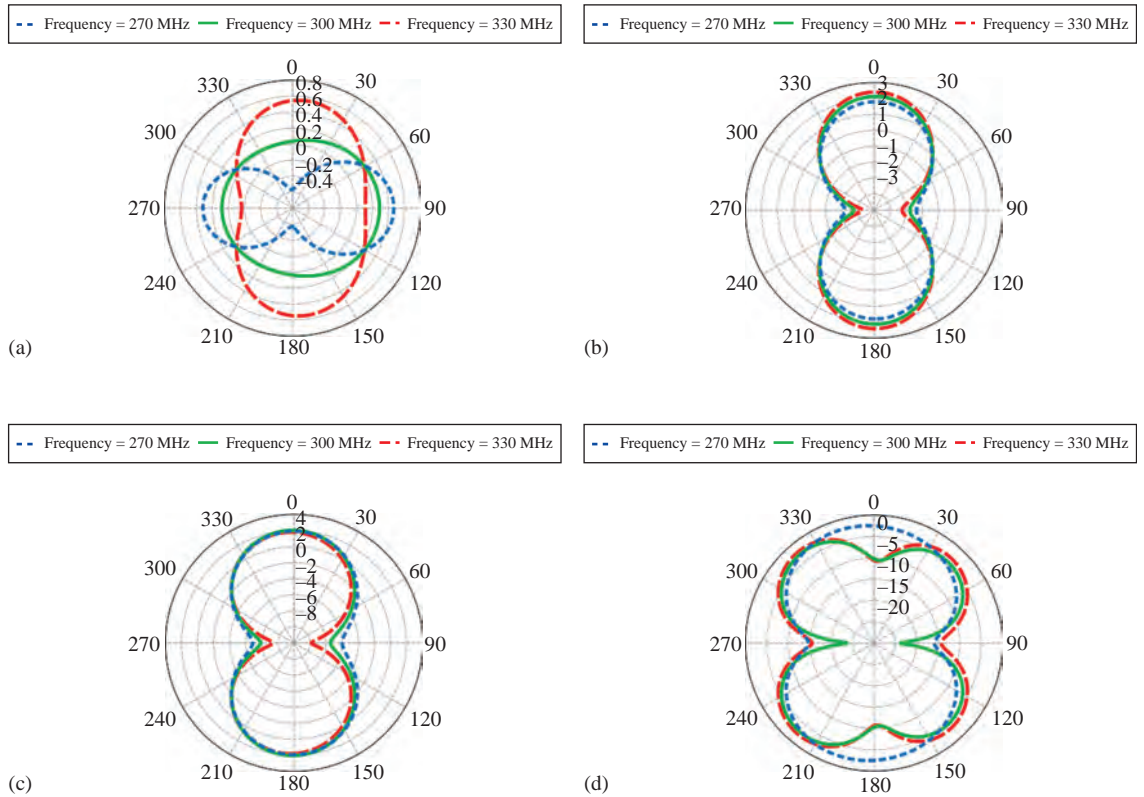 Frequency = 270 MHz Frequency = 300 MHz Frequency = 330 MHz
0
330 0.8 30
0.6
300 0.4 60
0.2
0
−0.2
−0.4
270 90
240 120
210 150
180
(a)
Frequency = 270 MHz Frequency = 300 MHz Frequency = 330 MHz
0
330 3 30
2
300 1 60
0
−1
−2
−3
270 90
240 120
210 150
180
(b)
Frequency = 270 MHz Frequency = 300 MHz Frequency = 330 MHz
0
330 4 30
2
300 0 60
−2
−4
−6
−8
270 90
240 120
210 150
180
(c)
Frequency = 270 MHz Frequency = 300 MHz Frequency = 330 MHz
0
330 0 30
−5
300 −10 60
−15
−20
270 90
240 120
210 150
180
(d)